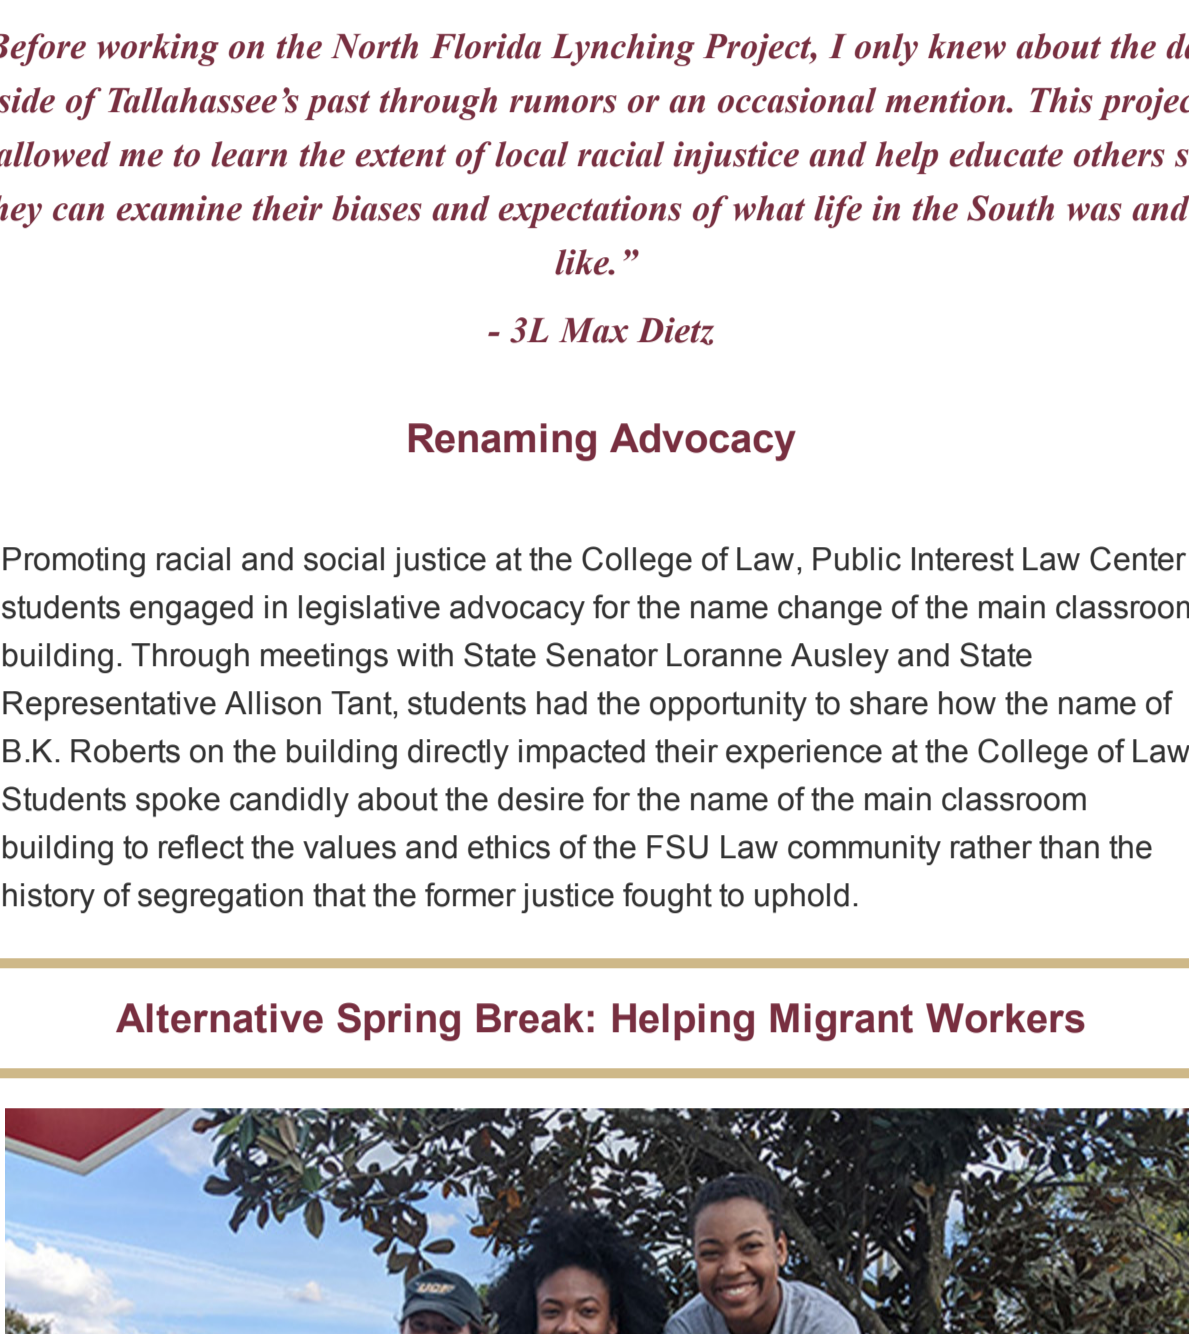 Before working on the North Florida Lynching Project, I only knew about the
side of Tallahassee’s past through rumors or an occasional mention. This
allowed me to learn the extent of local racial injustice and help educate others
can examine their biases and expectations of what life in the South was and
like.”
- 3L Max Dietz
Renaming Advocacy
Promoting racial and social justice at the College of Law, Public Interest Law Center
students engaged in legislative advocacy for the name change of the main
building. Through meetings with State Senator Loranne Ausley and State
Representative Allison Tant, students had the opportunity to share how the name of
B.K. Roberts on the building directly impacted their experience at the College of Law
Students spoke candidly about the desire for the name of the main classroom
building to reflect the values and ethics of the FSU Law community rather than the
history of segregation that the former justice fought to uphold.
Alternative Spring Break: Helping Migrant Workers
UCF